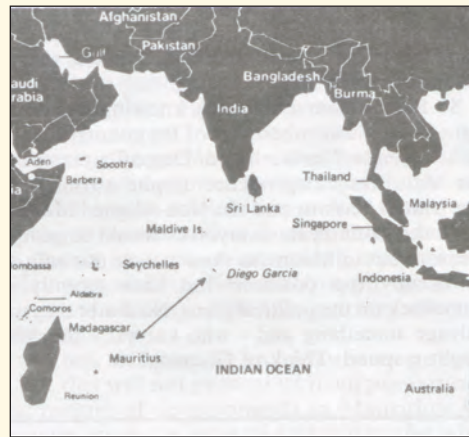 Afghanistan
Gulf
Pakistan
Saudi
Arabia
Bangladesh
Burma
India
Aden
Socotra
Berbera
Thailand
Sri Lanka
Malaysia
Maldive Is.
Singapore
Mombassa
Seychelles
Diego Garcia
Indonesia
Aldabra
Comoros
Madagascar
Mauritius
INDIAN OCEAN
Reunion
Australia